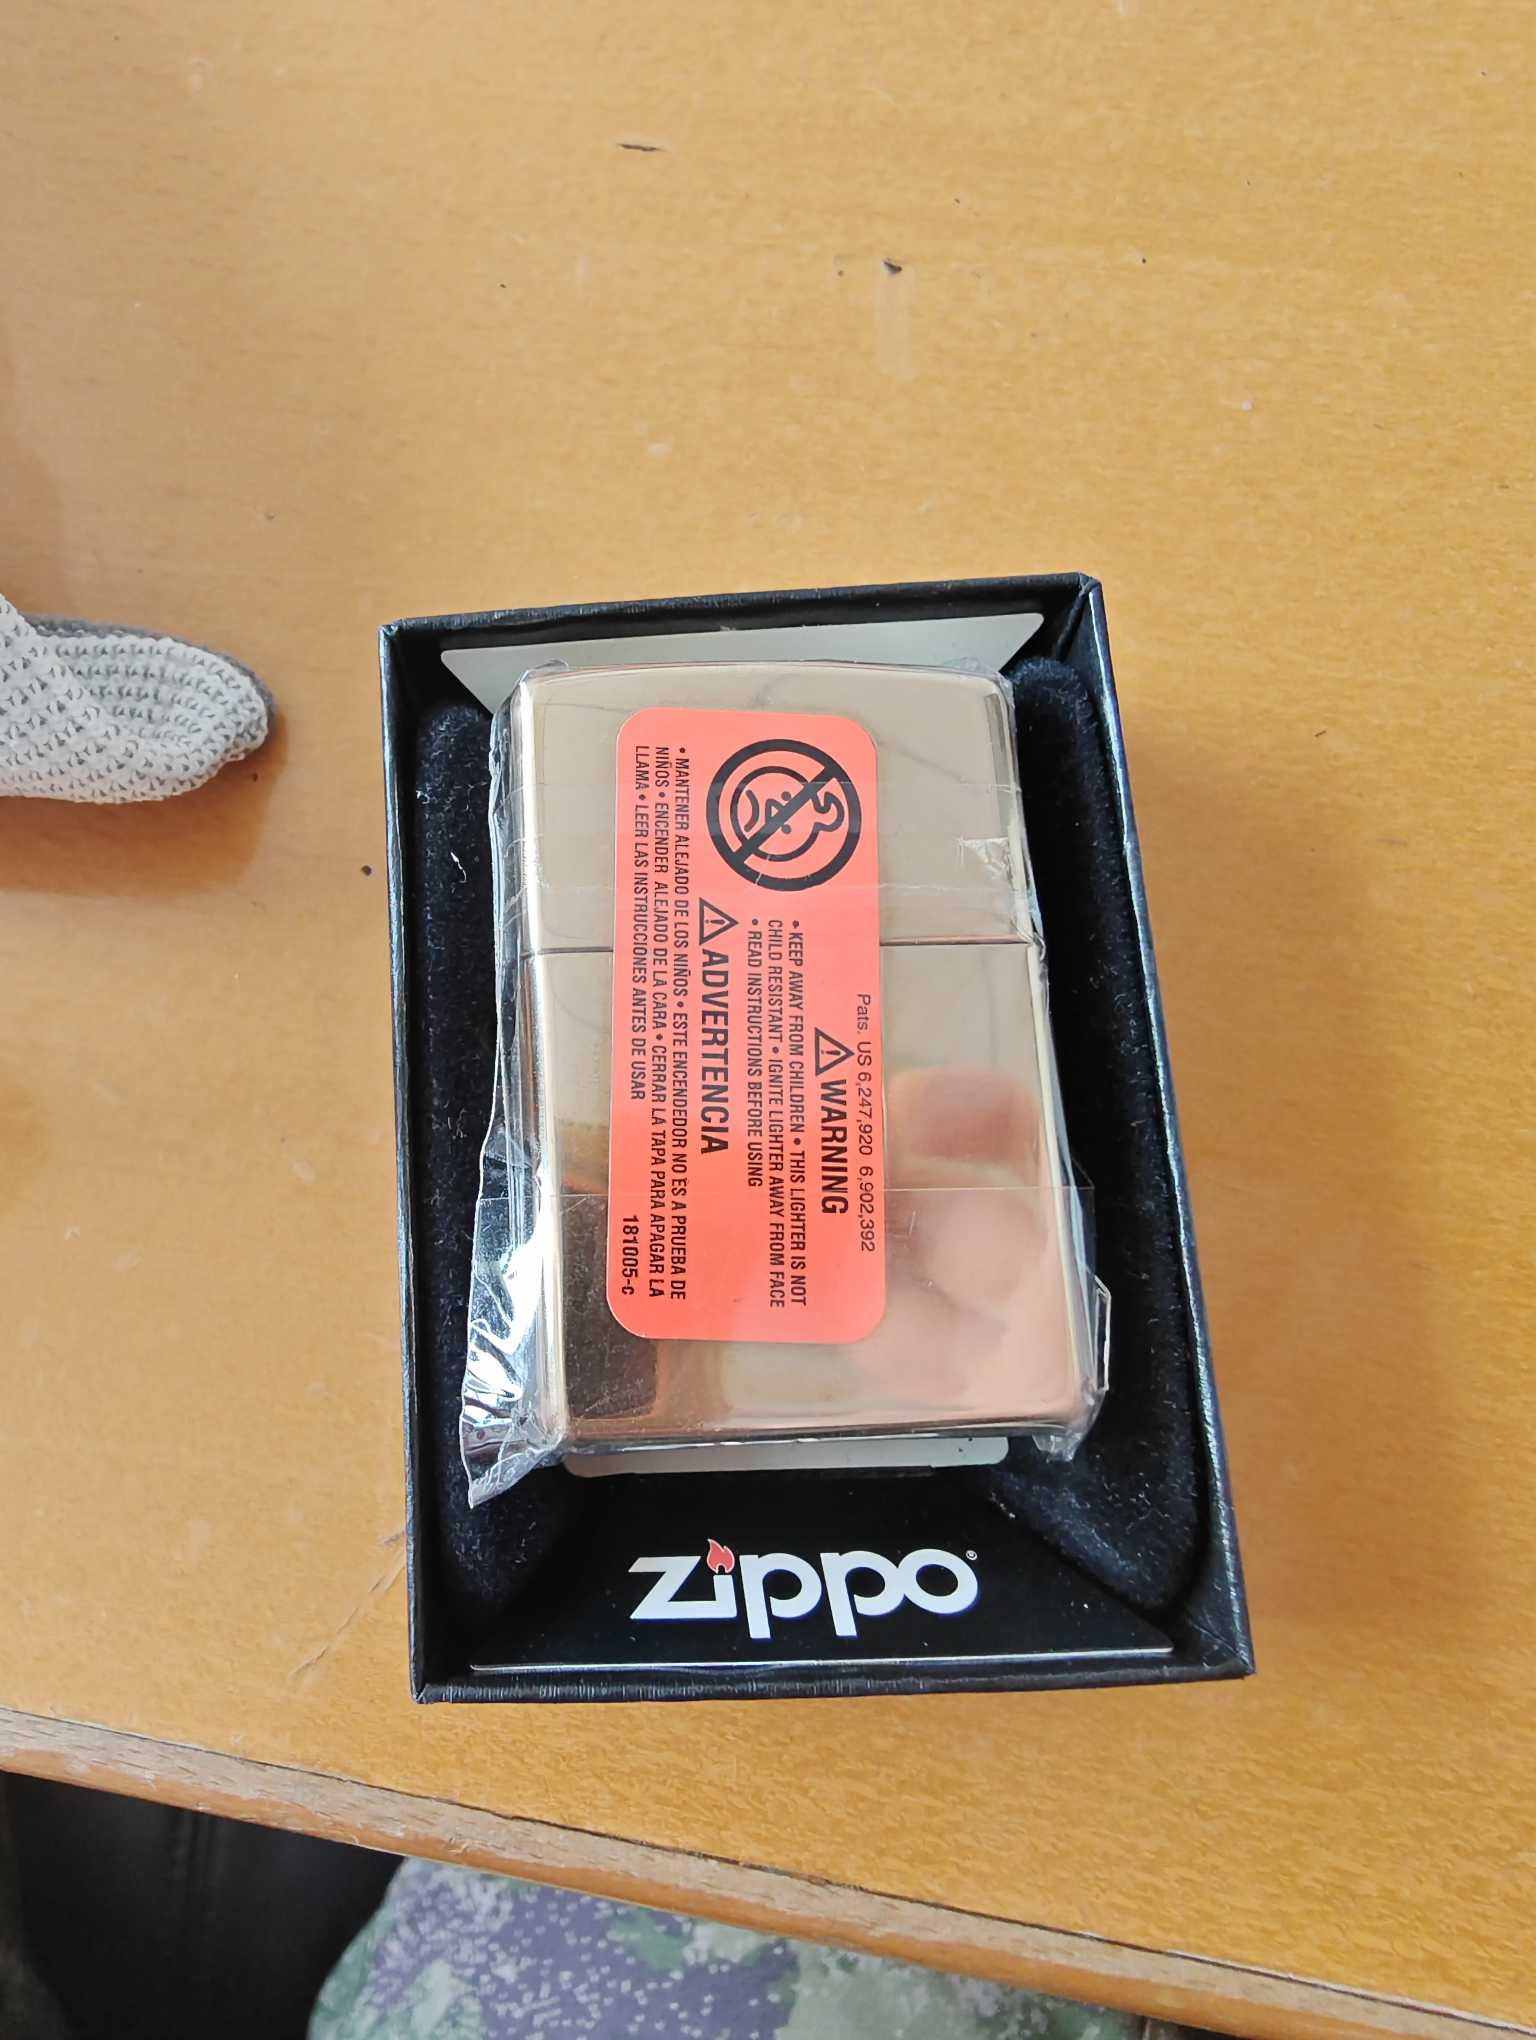 Pats. US 6,247,920 6,902,392
⚠WARNING
• KEEP AWAY FROM CHILDREN • THIS LIGHTER IS NOT
CHILD RESISTANT • IGNITE LIGHTER AWAY FROM FACE
• READ INSTRUCTIONS BEFORE USING
⚠ADVERTENCIA
• MANTENER ALEJADO DE LOS NIÑOS • ESTE ENCENDEDOR NO ES A PRUEBA DE
NIÑOS • ENCENDER ALEJADO DE LA CARA • CERRAR LA TAPA PARA APAGAR LA
LLAMA • LEER LAS INSTRUCCIONES ANTES DE USAR
181005-c
zippo®